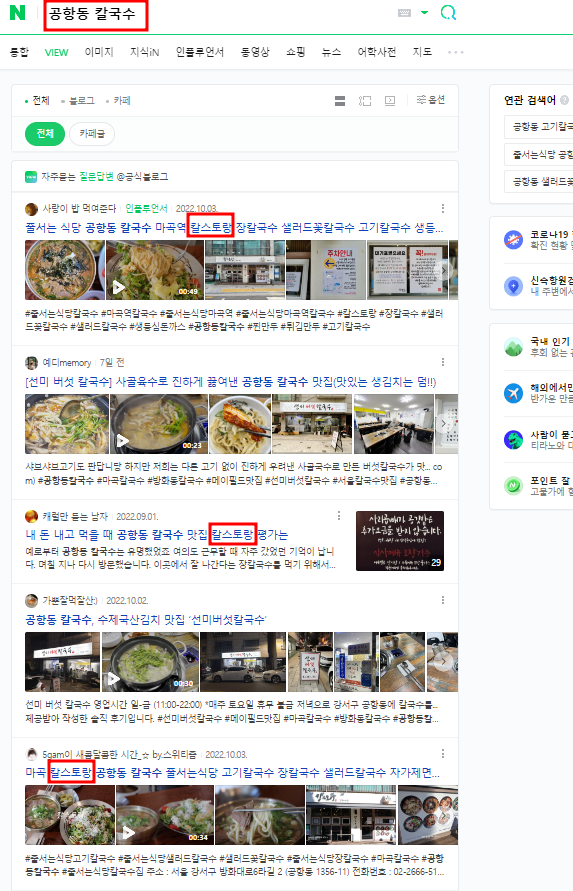 N 공항동 칼국수
통합 VIEW 이미지 지식iN 인플루언서 동영상 쇼핑 뉴스 어학사전 지도
전체 블로그 카페 옵션
전체 카페글
자주묻는 질문답변 @공식블로그
사랑이 밥 먹여준다 인플루언서 2022.10.03.
줄서는 식당 공항동 칼국수 마곡역 칼스토랑 장칼국수 샐러드꽃칼국수 고기칼국수 생등...
주차안내
00:49
#줄서는식당칼국수 #마곡역칼국수 #줄서는식당마곡역 #줄서는식당마곡역칼국수 #칼스토랑 #장칼국수 #샐러
드꽃칼국수 #샐러드칼국수 #생등심돈까스 #공항동칼국수 #찐만두 #튀김만두 #고기칼국수
예디memory 7일 전
[선미 버섯 칼국수] 사골육수로 진하게 끓여낸 공항동 칼국수 맛집(맛있는 생김치는 덤!!)
00:23
샤브샤브고기도 판답니당 하지만 저희는 다른 고기 없이 진하게 우려낸 사골국수로 만든 버섯칼국수가 맛... co
m) #공항동칼국수 #마곡칼국수 #방화동칼국수 #메이필드맛집 #선미버섯칼국수 #서울칼국수맛집 #공항동...
캐럴만 듣는 남자 2022.09.01.
내 돈 내고 먹을 때 공항동 칼국수 맛집 칼스토랑 평가는
예로부터 공항동 칼국수는 유명했었죠 여의도 근무할 때 자주 갔었던 기억이 납니
다. 며칠 지나 다시 방문했습니다. 이곳에서 잘 나간다는 장칼국수를 먹기 위해서...
29
가쁜잘먹잘산:) 2022.10.02.
공항동 칼국수, 수제국산김치 맛집 '선미버섯칼국수'
00:30
선미 버섯 칼국수 영업시간 일-금 (11:00-22:00) *매주 토요일 휴무 불금 저녁으로 강서구 공항동에 칼국수를...
제공받아 작성한 솔직 후기입니다. #선미버섯칼국수 #메이필드맛집 #마곡칼국수 #방화동칼국수 #공항동칼...
Sgam이 새콤달콤한 시간_☆ by.스위티쥼 2022.10.03.
마곡 칼스토랑 공항동 칼국수 줄서는식당 고기칼국수 장칼국수 샐러드칼국수 자가제면...
00:34
#줄서는식당고기칼국수 #줄서는식당샐러드칼국수 #샐러드칼국수 #줄서는식당장칼국수 #마곡칼국수 #공항
동칼국수 #줄서는식당칼국수집 주소 : 서울 강서구 방화대로6라길 2 (공항동 1356-11) 전화번호 : 02-2666-51...
연관 검색어
공항동 고기칼국
줄서는식당 공항
공항동 샐러드꽃
코로나19
확진 현황
신속항원검
내 주변에서
국내 인기
후회 없는
해외에서만
반가운 만큼
사람이 물고
티라노와 대
포인트 잘
고물가에